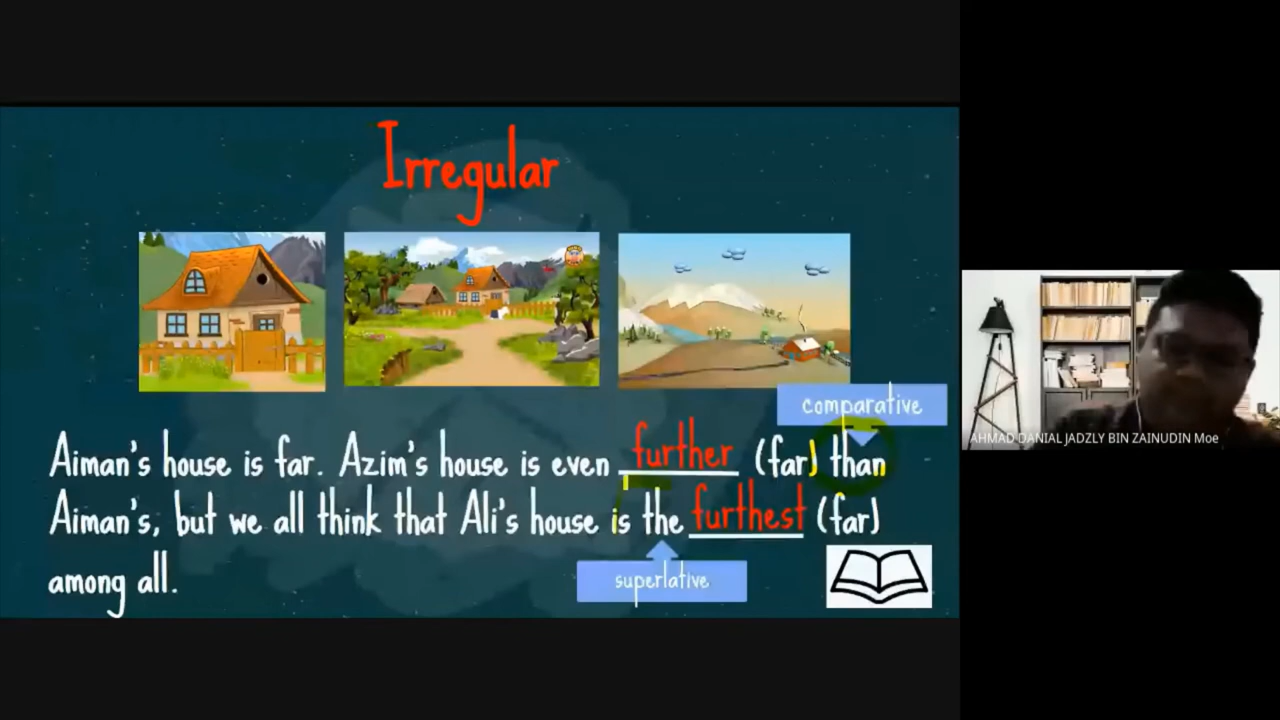 Irregular
comparative
Aiman's house is far. Azim's house is even further (far) than
Aiman's, but we all think that Ali's house is the furthest (far)
among all.
superlative
AHMAD DANIAL JADZLY BIN ZAINUDIN Moe